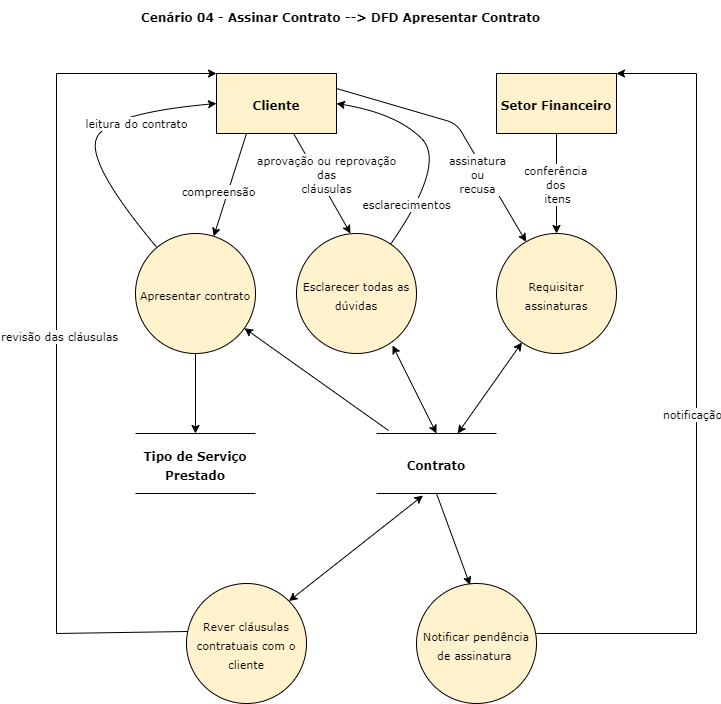 Cenário 04 - Assinar Contrato --> DFD Apresentar Contrato
Cliente
Setor Financeiro
leitura do contrato
compreensão
aprovação ou reprovação
das
cláusulas
esclarecimentos
assinatura
ou
recusa
conferência
dos
itens
Apresentar contrato
Esclarecer todas as
dúvidas
Requisitar
assinaturas
revisão das cláusulas
notificação
Tipo de Serviço
Prestado
Contrato
Rever cláusulas
contratuais com o
cliente
Notificar pendência
de assinatura